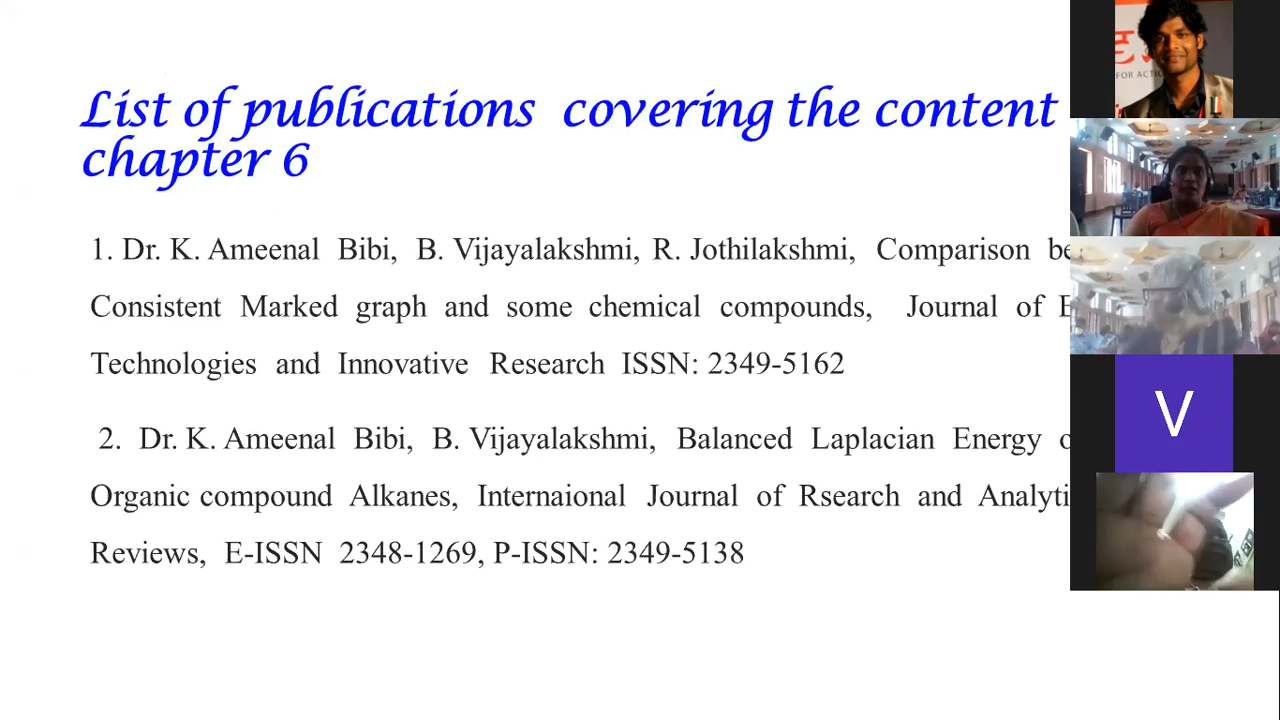 List of publications covering the content
chapter 6
1. Dr. K. Ameenal Bibi, B. Vijayalakshmi, R. Jothilakshmi, Comparison be
Consistent Marked graph and some chemical compounds, Journal of E
Technologies and Innovative Research ISSN: 2349-5162
2. Dr. K. Ameenal Bibi, B. Vijayalakshmi, Balanced Laplacian Energy o
Organic compound Alkanes, Internaional Journal of Rsearch and Analyti
Reviews, E-ISSN 2348-1269, P-ISSN: 2349-5138
FOR ACTIO
V